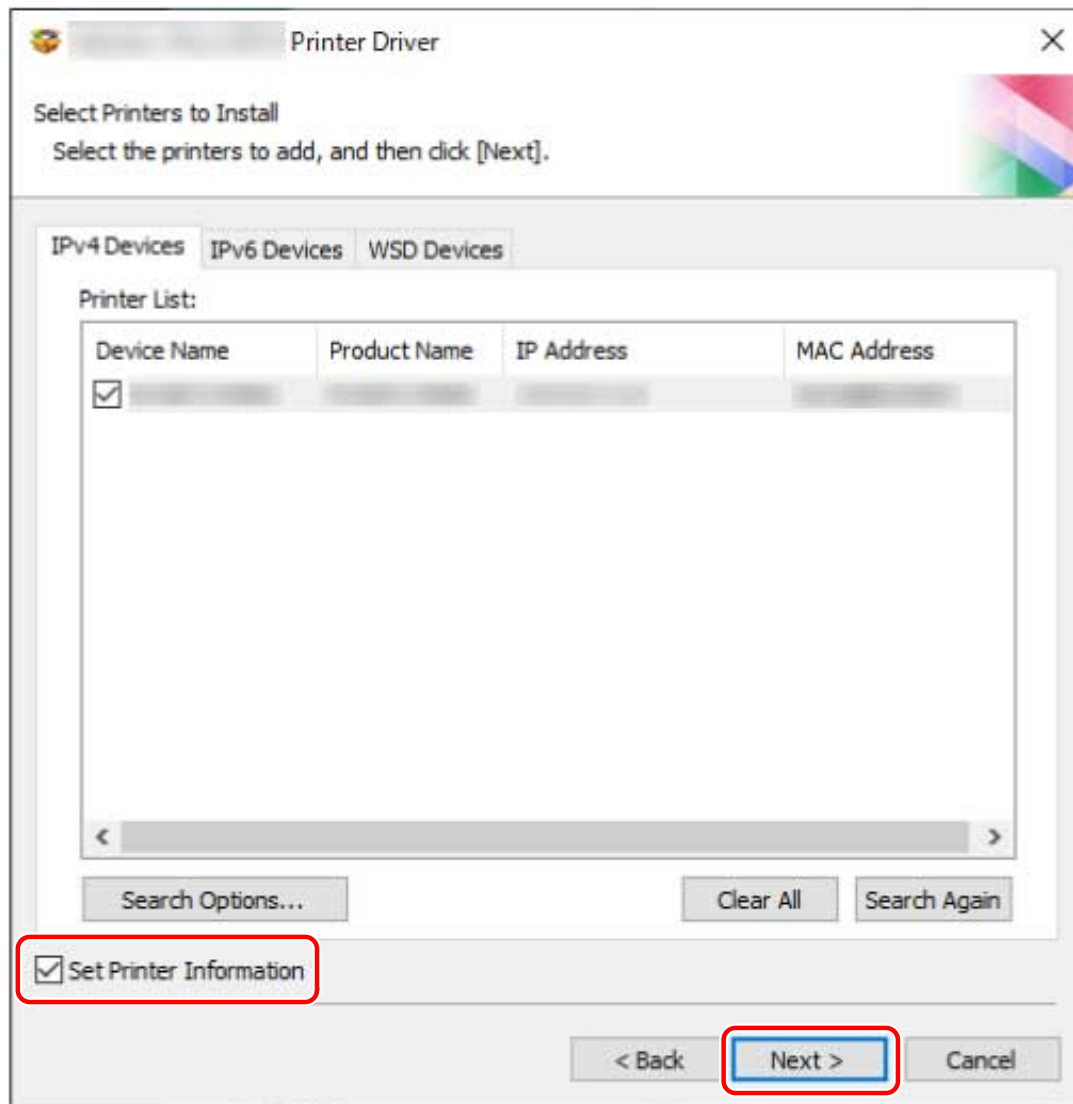 Printer Driver
Select Printers to Install
Select the printers to add, and then click [Next].
IPv4 Devices IPv6 Devices WSD Devices
Printer List:
Device Name Product Name IP Address MAC Address
Search Options... Clear All Search Again
Set Printer Information
< Back Next > Cancel